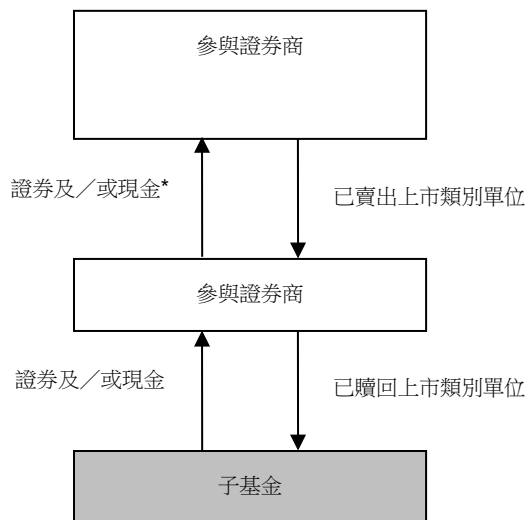 參與證券商
證券及／或現金*
已賣出上市類別單位
參與證券商
證券及／或現金
已贖回上市類別單位
子基金